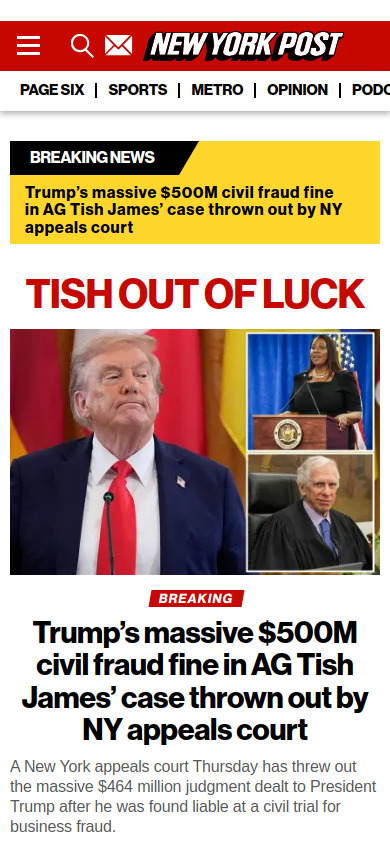 NEW YORK POST
PAGE SIX | SPORTS | METRO | OPINION | PODC
BREAKING NEWS
Trump's massive $500M civil fraud fine
in AG Tish James' case thrown out by NY
appeals court
TISH OUT OF LUCK
BREAKING
Trump's massive $500M
civil fraud fine in AG Tish
James' case thrown out by
NY appeals court
A New York appeals court Thursday has threw out
the massive $464 million judgment dealt to President
Trump after he was found liable at a civil trial for
business fraud.